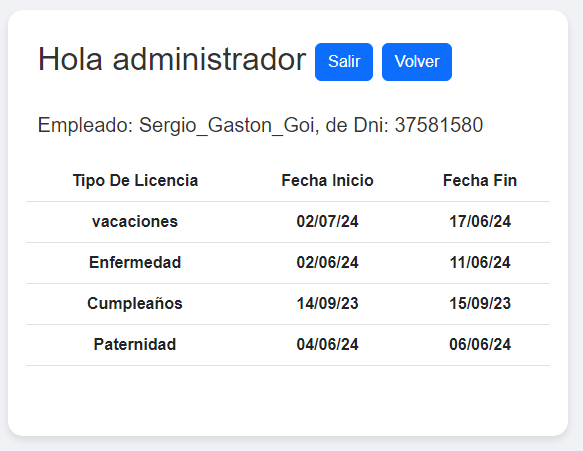 Hola administrador Salir Volver
Empleado: Sergio_Gaston_Goi, de Dni: 37581580
Tipo De Licencia Fecha Inicio Fecha Fin
vacaciones 02/07/24 17/06/24
Enfermedad 02/06/24 11/06/24
Cumpleaños 14/09/23 15/09/23
Paternidad 04/06/24 06/06/24